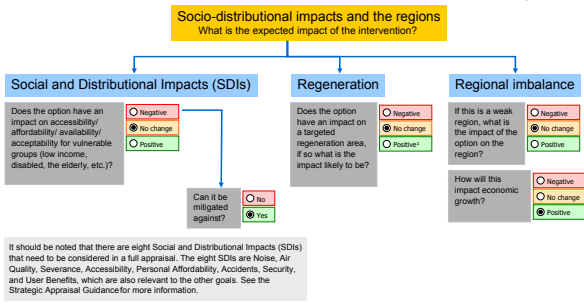 Socio-distributional impacts and the regions
What is the expected impact of the intervention?
Social and Distributional Impacts (SDIs)
Does the option have an
impact on accessibility/
affordability/ availability/
acceptability for vulnerable
groups (low income,
disabled, the elderly, etc.)?
Negative
No change
Positive
Can it be
mitigated
against?
No
Yes
Regeneration
Does the option
have an impact on
a targeted
regeneration area,
if so what is the
impact likely to be?
Negative
No change
Regional imbalance
If this is a weak
region, what is
the impact of the
option on the
region?
Negative
No change
Positive
How will this
impact economic
growth?
Negative
No change
Positive
It should be noted that there are eight Social and Distributional Impacts (SDIs)
that need to be considered in a full appraisal. The eight SDIs are Noise, Air
Quality, Severance, Accessibility, Personal Affordability, Accidents, Security,
and User Benefits, which are also relevant to the other goals. See the
Strategic Appraisal Guidance for more information.